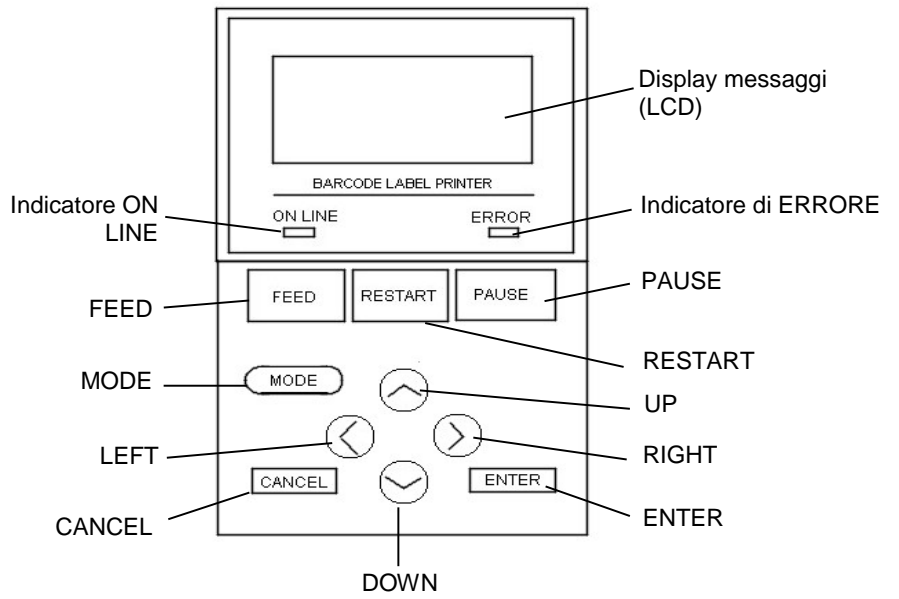 Display messaggi
(LCD)
BARCODE LABEL PRINTER
Indicatore ON
LINE
ON LINE
ERROR
Indicatore di ERRORE
FEED
FEED
RESTART
PAUSE
PAUSE
RESTART
MODE
MODE
UP
LEFT
RIGHT
CANCEL
ENTER
CANCEL
ENTER
DOWN